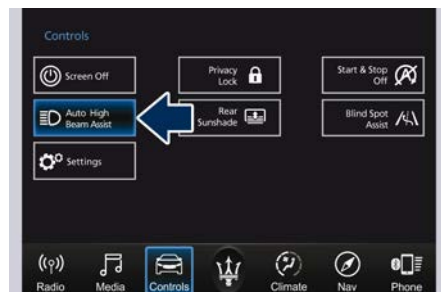 Controls
Screen Off
Privacy
Lock
Start & Stop
Off
Auto High
Beam Assist
Rear
Sunshade
Blind Spot
Assist
Settings
Radio
Media
Controls
Climate
Nav
Phone